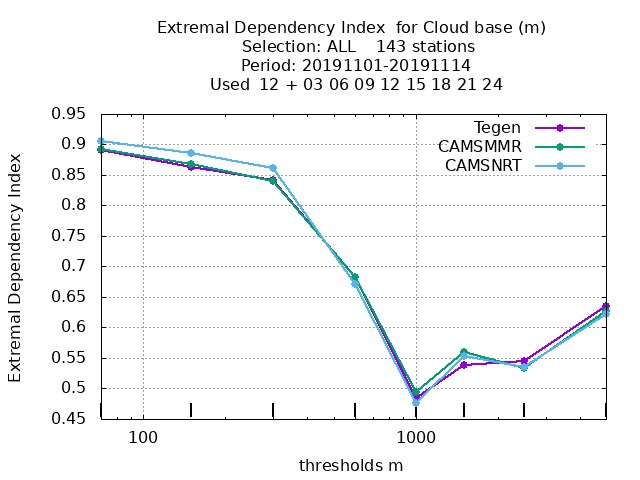 Extremal Dependency Index  for Cloud base (m)
Selection: ALL    143 stations
Period: 20191101-20191114
Used  12 + 03 06 09 12 15 18 21 24
Tegen
CAMSMMR
CAMSNRT
Extremal Dependency Index
0.95
0.9
0.85
0.8
0.75
0.7
0.65
0.6
0.55
0.5
0.45
100
1000
thresholds m